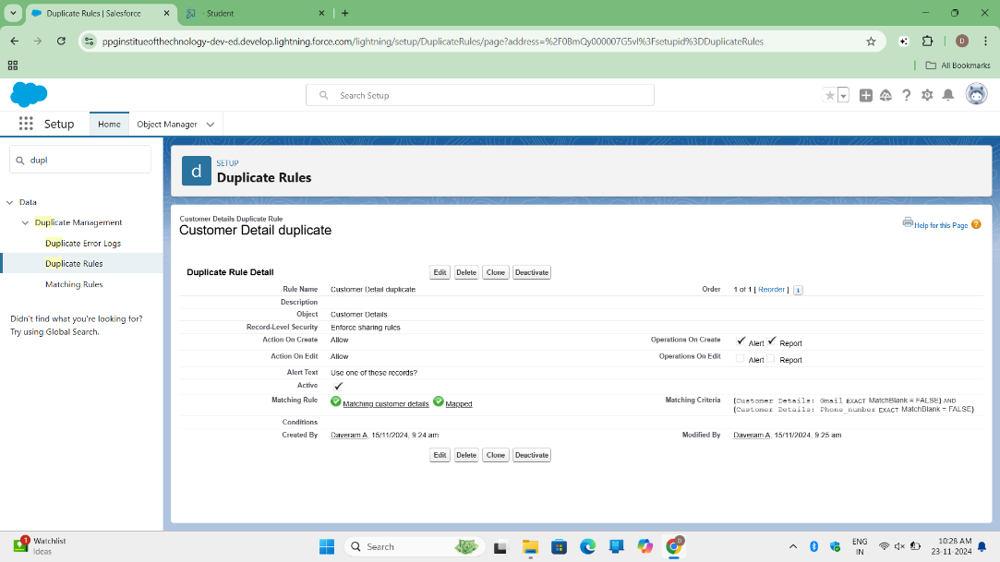 Duplicate Rules | Salesforce
- Student
ppginstitueofthechnology-dev-ed.develop.lightning.force.com/lightning/setup/DuplicateRules/page?address=%2F0BmQy000007G5vl%3Fsetupid%3DDuplicateRules
D
All Bookmarks
Search Setup
Setup
Home
Object Manager
dupl
Data
Duplicate Management
Duplicate Error Logs
Duplicate Rules
Matching Rules
Didn't find what you're looking for?
Try using Global Search.
d
SETUP
Duplicate Rules
Customer Details Duplicate Rule
Customer Detail duplicate
Help for this Page ?
Duplicate Rule Detail
Edit Delete Clone Deactivate
Rule Name Customer Detail duplicate Order 1 of 1 [ Reorder ] i
Description
Object Customer Details
Record-Level Security Enforce sharing rules
Action On Create Allow Operations On Create Alert Report
Action On Edit Allow Operations On Edit Alert Report
Alert Text Use one of these records?
Active
Matching Rule Matching customer details Mapped Matching Criteria (Customer Details: Gmail EXACT MatchBlank = FALSE) AND
(Customer Details: Phone_number EXACT MatchBlank = FALSE)
Conditions
Created By Daveram A, 15/11/2024, 9:24 am Modified By Daveram A, 15/11/2024, 9:25 am
Edit Delete Clone Deactivate
1
Watchlist
Ideas
Search
D
ENG
IN
10:28 AM
23-11-2024